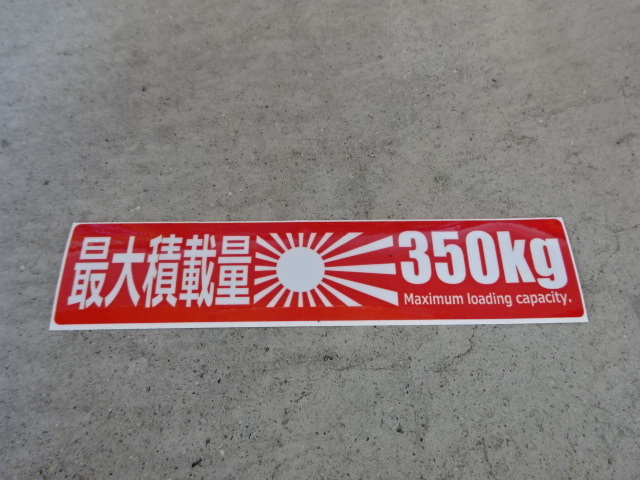 最大積載量
350kg
Maximum loading capacity.